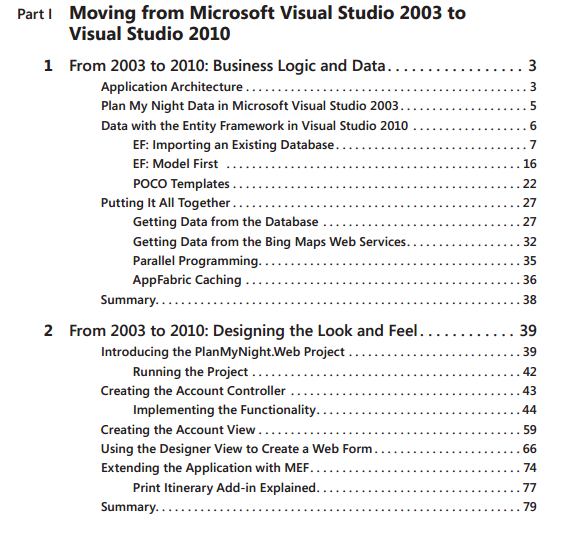 Part I Moving from Microsoft Visual Studio 2003 to
Visual Studio 2010
1 From 2003 to 2010: Business Logic and Data. . . . . . . . . . . . . . . . . 3
Application Architecture . . . . . . . . . . . . . . . . . . . . . . . . . . . . . . . . . . . . . . . . . . . 3
Plan My Night Data in Microsoft Visual Studio 2003. . . . . . . . . . . . . . . . . . . 5
Data with the Entity Framework in Visual Studio 2010 . . . . . . . . . . . . . . . . . 6
EF: Importing an Existing Database. . . . . . . . . . . . . . . . . . . . . . . . . . . . . 7
EF: Model First . . . . . . . . . . . . . . . . . . . . . . . . . . . . . . . . . . . . . . . . . . . . 16
POCO Templates . . . . . . . . . . . . . . . . . . . . . . . . . . . . . . . . . . . . . . . . . . . 22
Putting It All Together . . . . . . . . . . . . . . . . . . . . . . . . . . . . . . . . . . . . . . . . . . . . 27
Getting Data from the Database . . . . . . . . . . . . . . . . . . . . . . . . . . . . . . 27
Getting Data from the Bing Maps Web Services. . . . . . . . . . . . . . . . . 32
Parallel Programming. . . . . . . . . . . . . . . . . . . . . . . . . . . . . . . . . . . . . . . 35
AppFabric Caching . . . . . . . . . . . . . . . . . . . . . . . . . . . . . . . . . . . . . . . . . 36
Summary. . . . . . . . . . . . . . . . . . . . . . . . . . . . . . . . . . . . . . . . . . . . . . . . . . . . . . . 38
2 From 2003 to 2010: Designing the Look and Feel. . . . . . . . . . . . 39
Introducing the PlanMyNight.Web Project . . . . . . . . . . . . . . . . . . . . . . . . . . 39
Running the Project . . . . . . . . . . . . . . . . . . . . . . . . . . . . . . . . . . . . . . . . 42
Creating the Account Controller . . . . . . . . . . . . . . . . . . . . . . . . . . . . . . . . . . . 43
Implementing the Functionality. . . . . . . . . . . . . . . . . . . . . . . . . . . . . . . 44
Creating the Account View . . . . . . . . . . . . . . . . . . . . . . . . . . . . . . . . . . . . . . . . 59
Using the Designer View to Create a Web Form . . . . . . . . . . . . . . . . . . . . . . 66
Extending the Application with MEF. . . . . . . . . . . . . . . . . . . . . . . . . . . . . . . . 74
Print Itinerary Add-in Explained. . . . . . . . . . . . . . . . . . . . . . . . . . . . . . . 77
Summary. . . . . . . . . . . . . . . . . . . . . . . . . . . . . . . . . . . . . . . . . . . . . . . . . . . . . . . 79